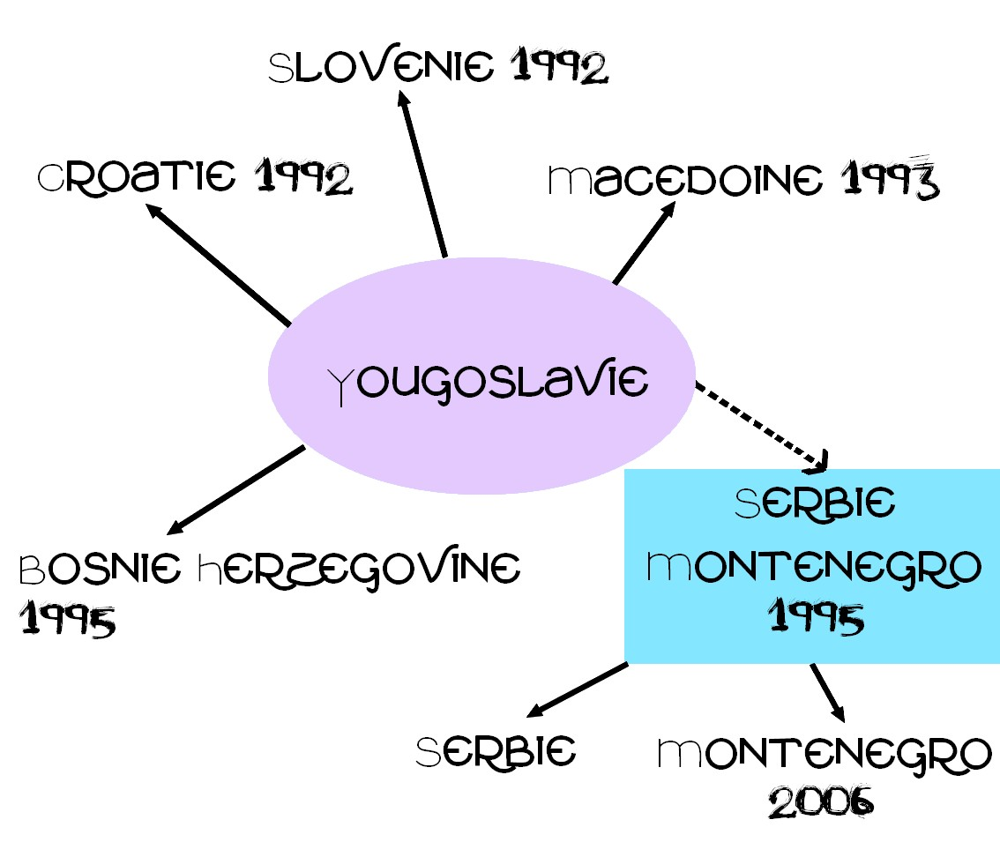 Slovenie 1992
Croatie 1992
Macedoine 1993
Yougoslavie
Serbie
Montenegro
1995
Bosnie Herzegovine
1995
Serbie
Montenegro
2006